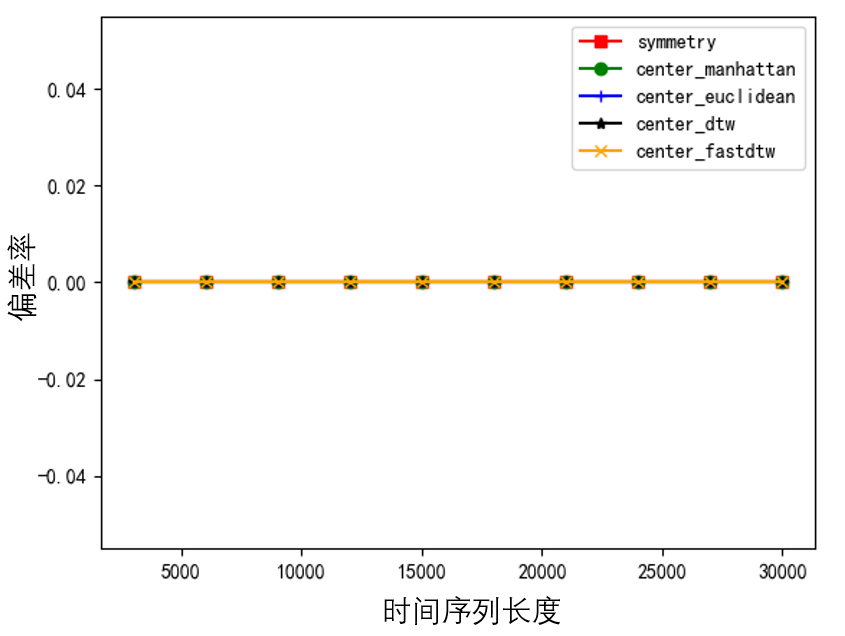 symmetry
center_manhattan
center_euclidean
center_dtw
center_fastdtw
0.04
0.02
0.00
-0.02
-0.04
偏差率
5000 10000 15000 20000 25000 30000
时间序列长度